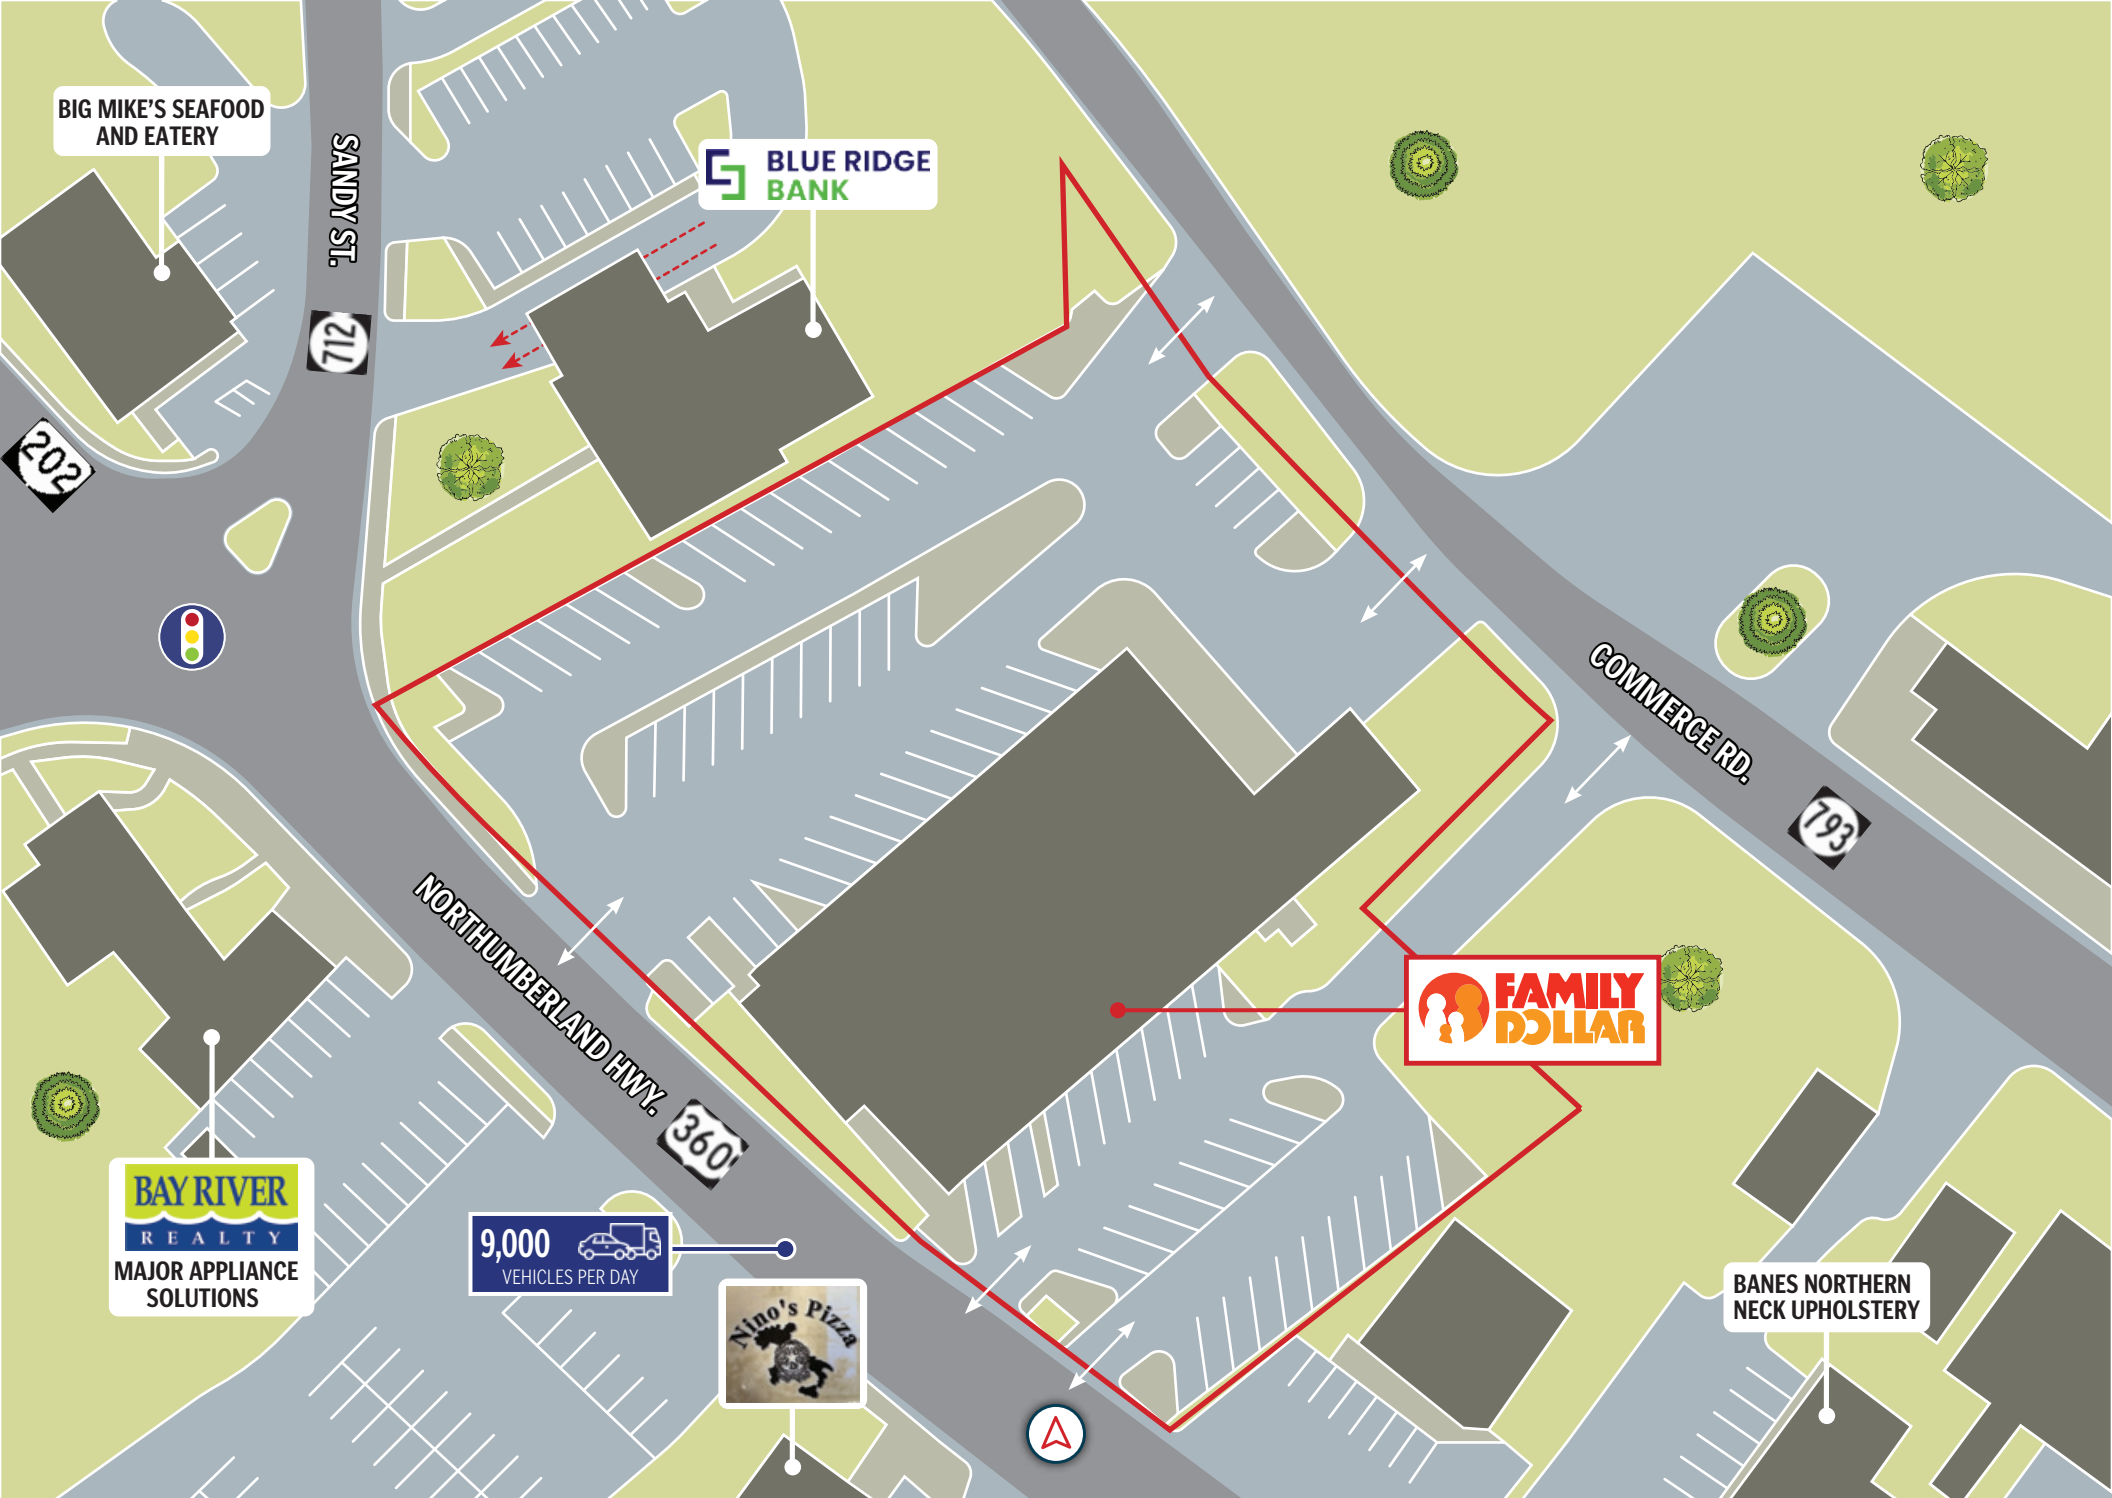 BIG MIKE'S SEAFOOD
AND EATERY
SANDY ST.
BLUE RIDGE
BANK
712
202
COMMERCE RD.
793
NORTHUMBERLAND HWY.
360
FAMILY
DOLLAR
BAY RIVER
REALTY
MAJOR APPLIANCE
SOLUTIONS
9,000
VEHICLES PER DAY
Nino's Pizza
BANES NORTHERN
NECK UPHOLSTERY